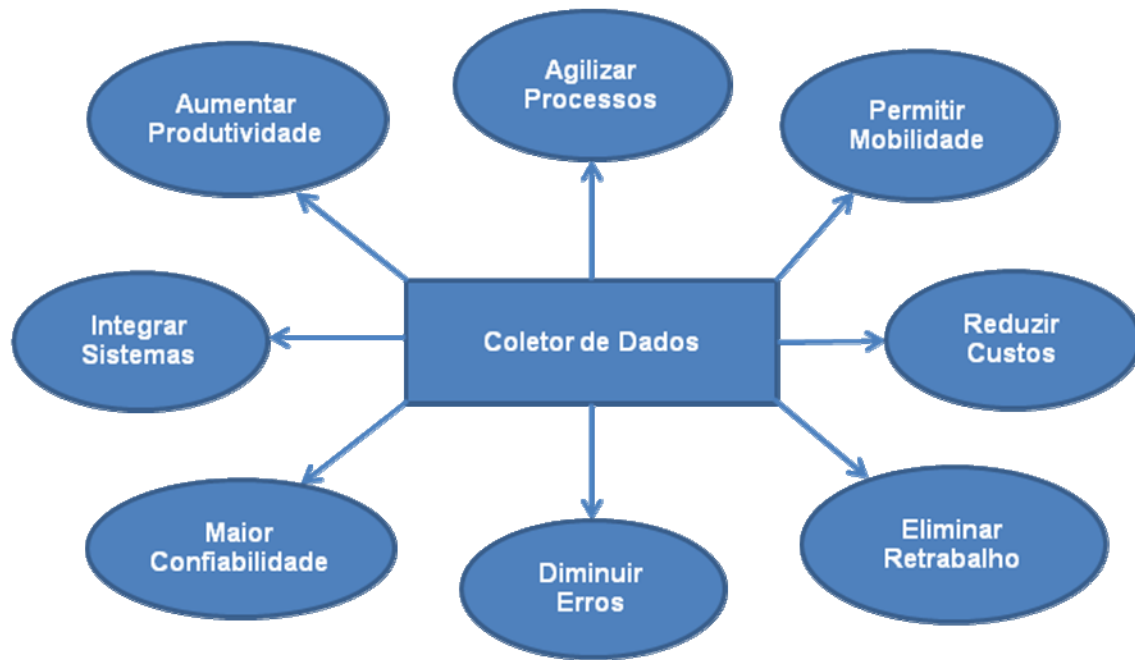 Agilizar
Processos
Aumentar
Produtividade
Permitir
Mobilidade
Integrar
Sistemas
Coletor de Dados
Reduzir
Custos
Maior
Confiabilidade
Diminuir
Erros
Eliminar
Retrabalho